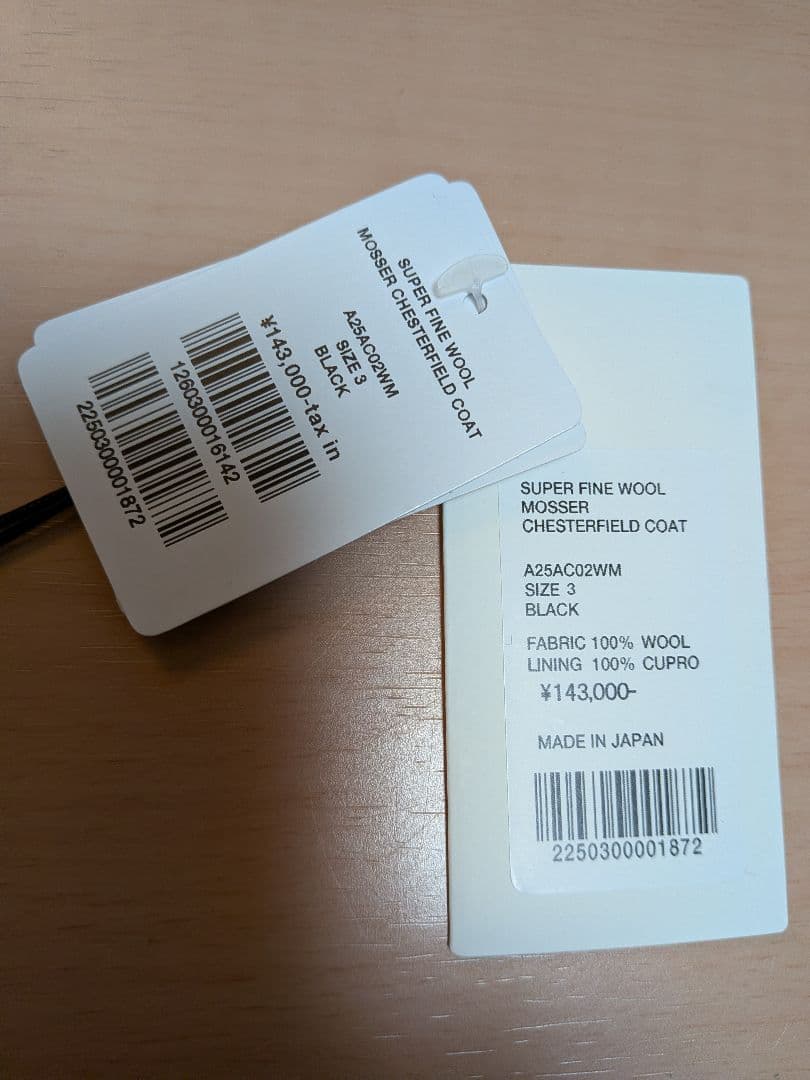 SUPER FINE WOOL
MOSSER CHESTERFIELD COAT
A25AC02WM
SIZE 3
BLACK
¥143,000-tax in
1260300016142
2250300001872
SUPER FINE WOOL
MOSSER
CHESTERFIELD COAT
A25AC02WM
SIZE 3
BLACK
FABRIC 100% WOOL
LINING 100% CUPRO
¥143,000-
MADE IN JAPAN
2250300001872